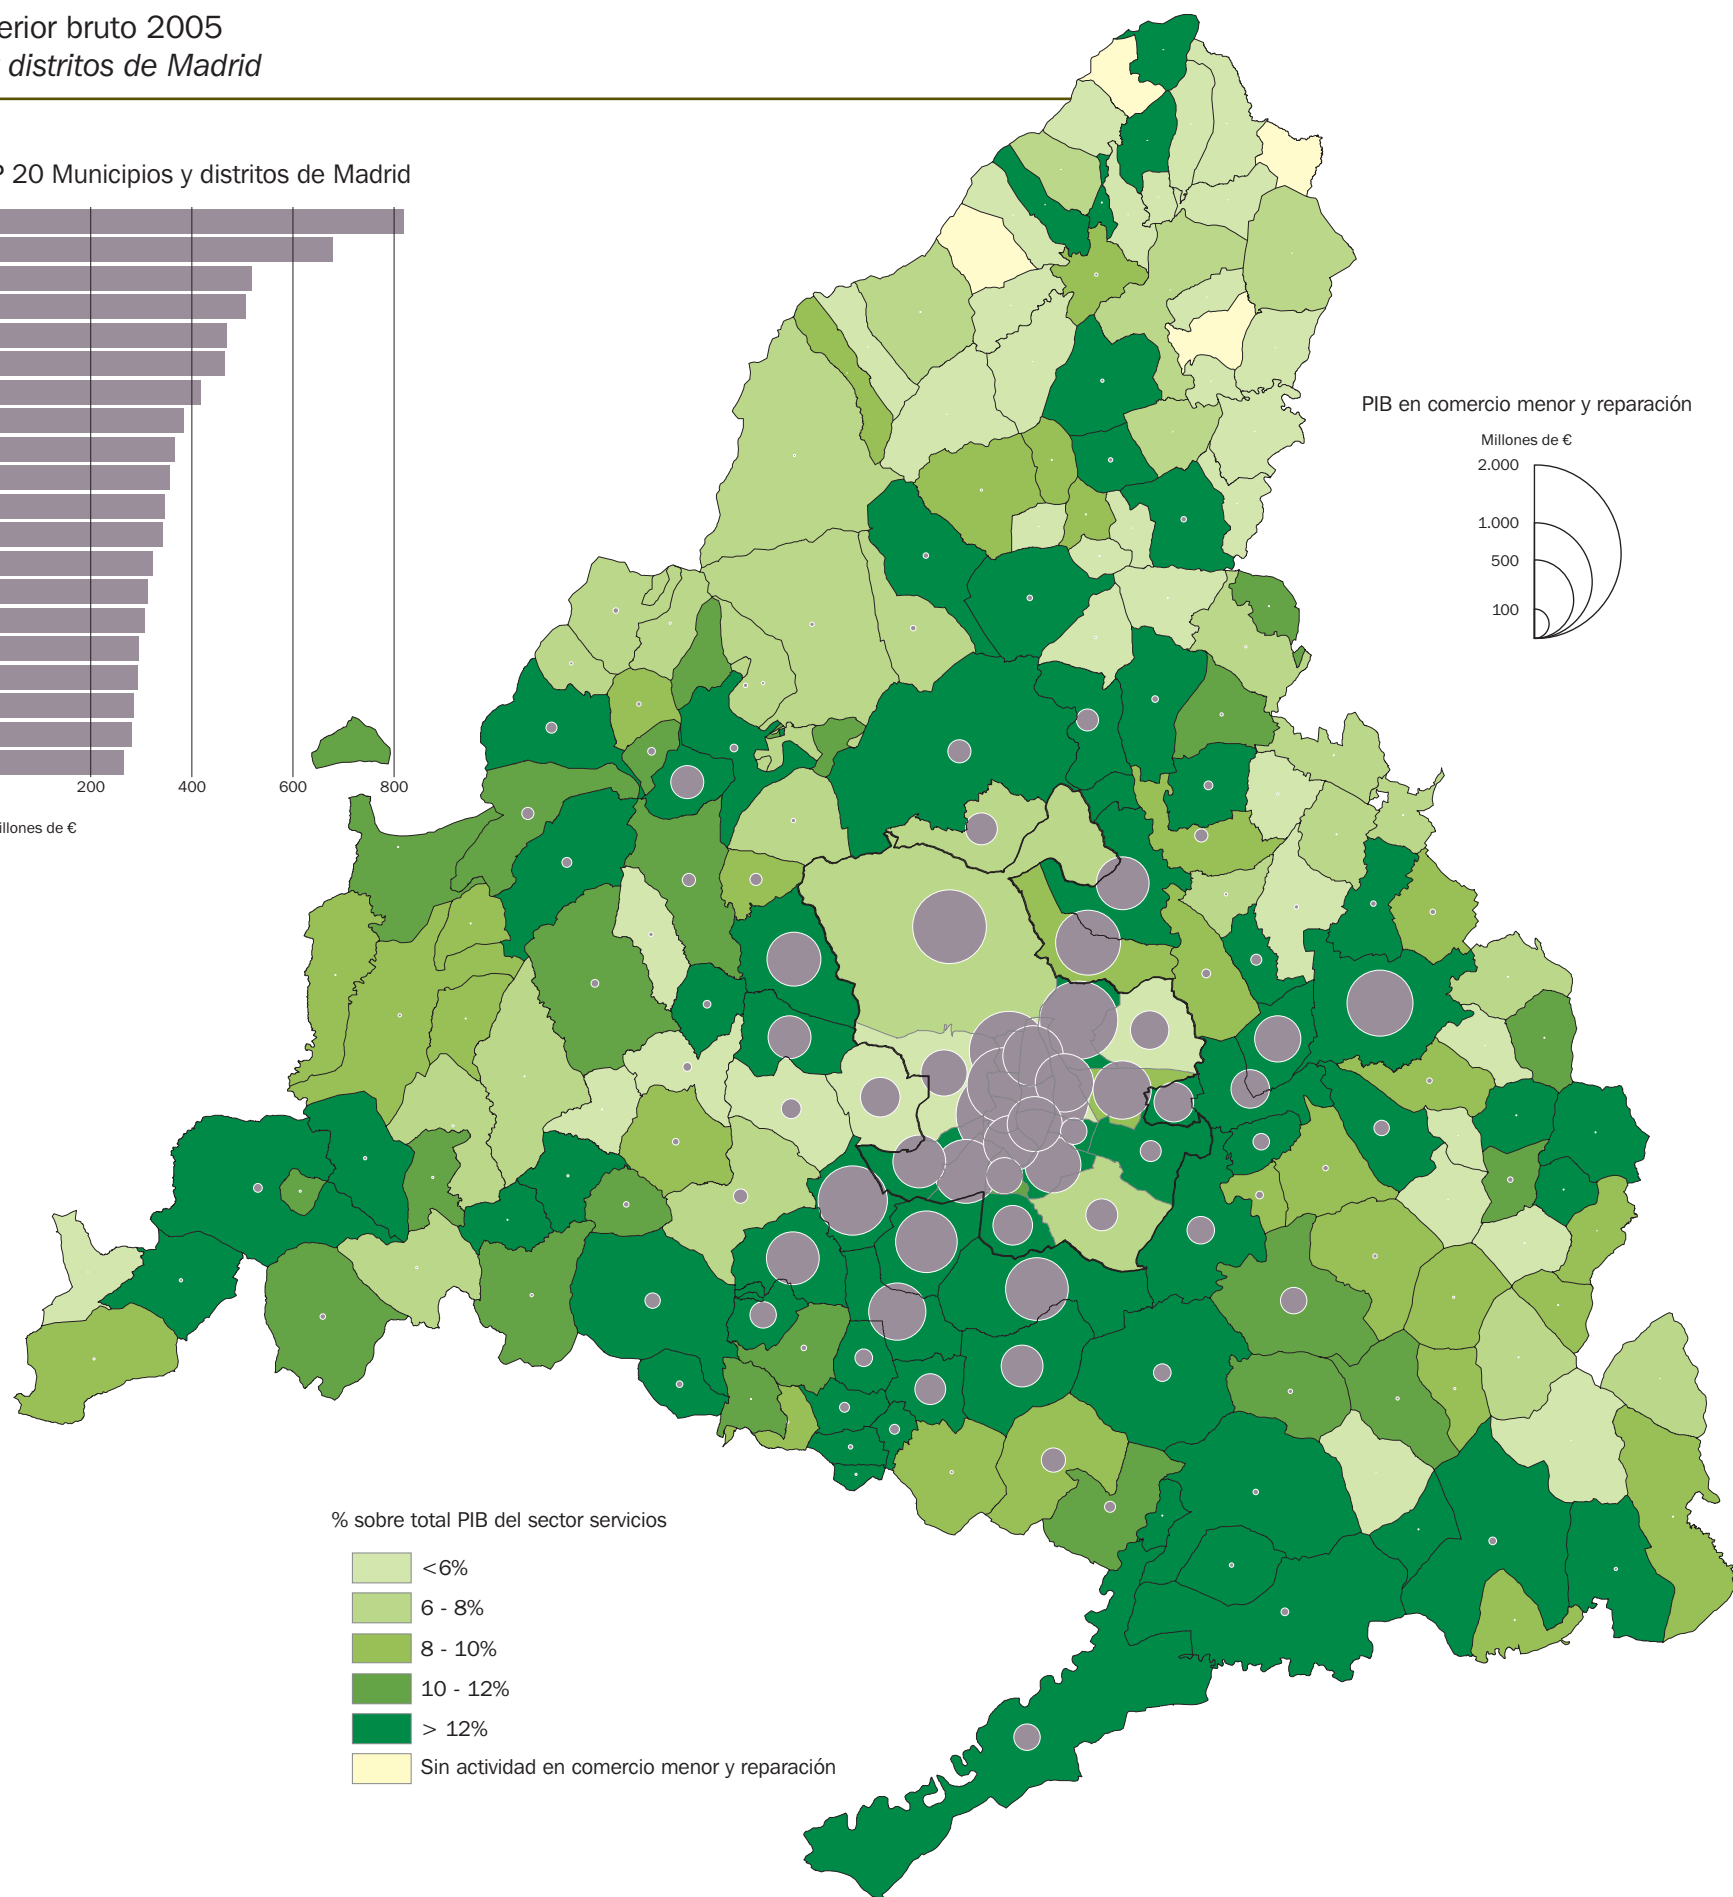 erior bruto 2005
distritos de Madrid
20 Municipios y distritos de Madrid
200 400 600 800
illones de €
PIB en comercio menor y reparación
Millones de €
2.000
1.000
500
100
% sobre total PIB del sector servicios
<6%
6 - 8%
8 - 10%
10 - 12%
> 12%
Sin actividad en comercio menor y reparación